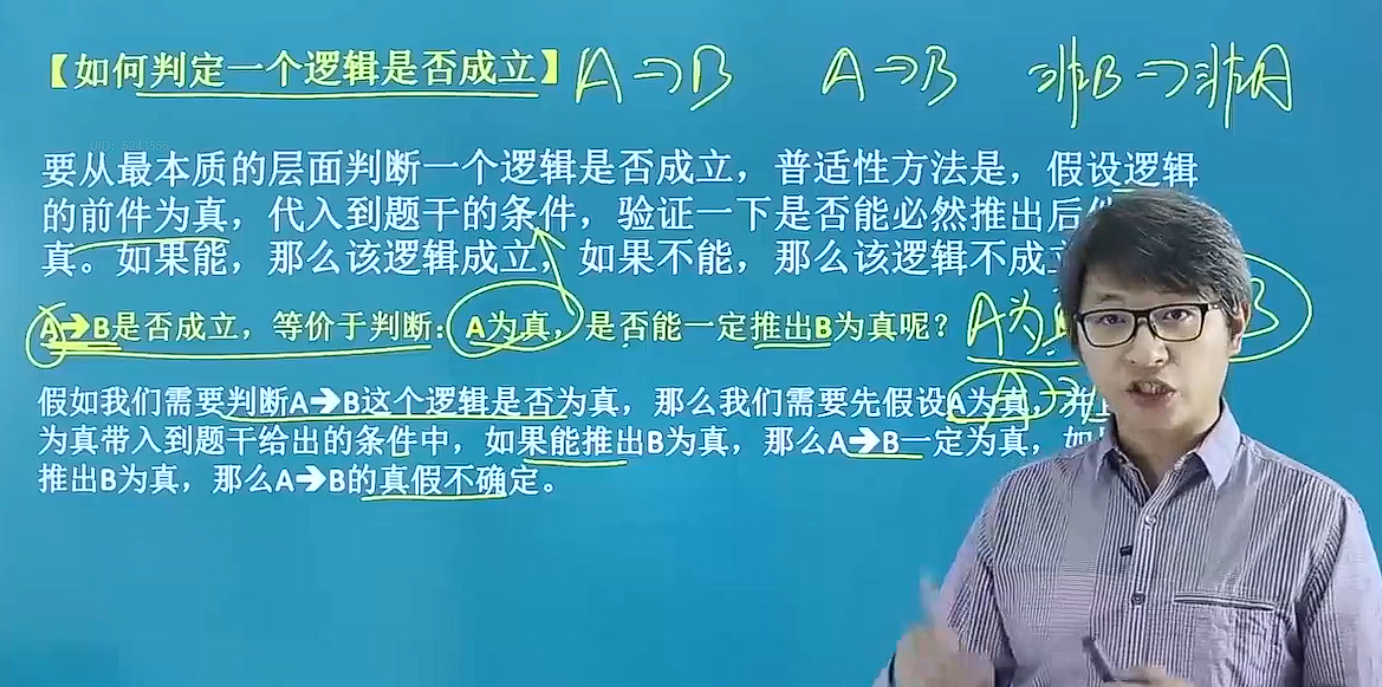 【如何判定一个逻辑是否成立】 A→B A→B 非B→非A
UID: 5243556
要从最本质的层面判断一个逻辑是否成立，普适性方法是，假设逻辑
的前件为真，代入到题干的条件，验证一下是否能必然推出后
真。如果能，那么该逻辑成立，如果不能，那么该逻辑不成
A→B是否成立，等价于判断：A为真，是否能一定推出B为真呢？ A为 B
假如我们需要判断A→B这个逻辑是否为真，那么我们需要先假设A为真，
A→
为真带入到题干给出的条件中，如果能推出B为真，那么A→B一定为真，
推出B为真，那么A→B的真假不确定。